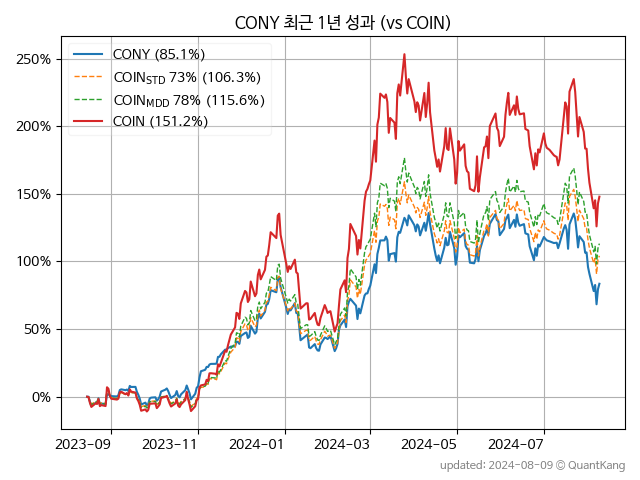 CONY 최근 1년 성과 (vs COIN)
250%
200%
150%
100%
50%
0%
CONY (85.1%)
COINSTD 73% (106.3%)
COINMDD 78% (115.6%)
COIN (151.2%)
2023-09 2023-11 2024-01 2024-03 2024-05 2024-07
updated: 2024-08-09 © QuantKang